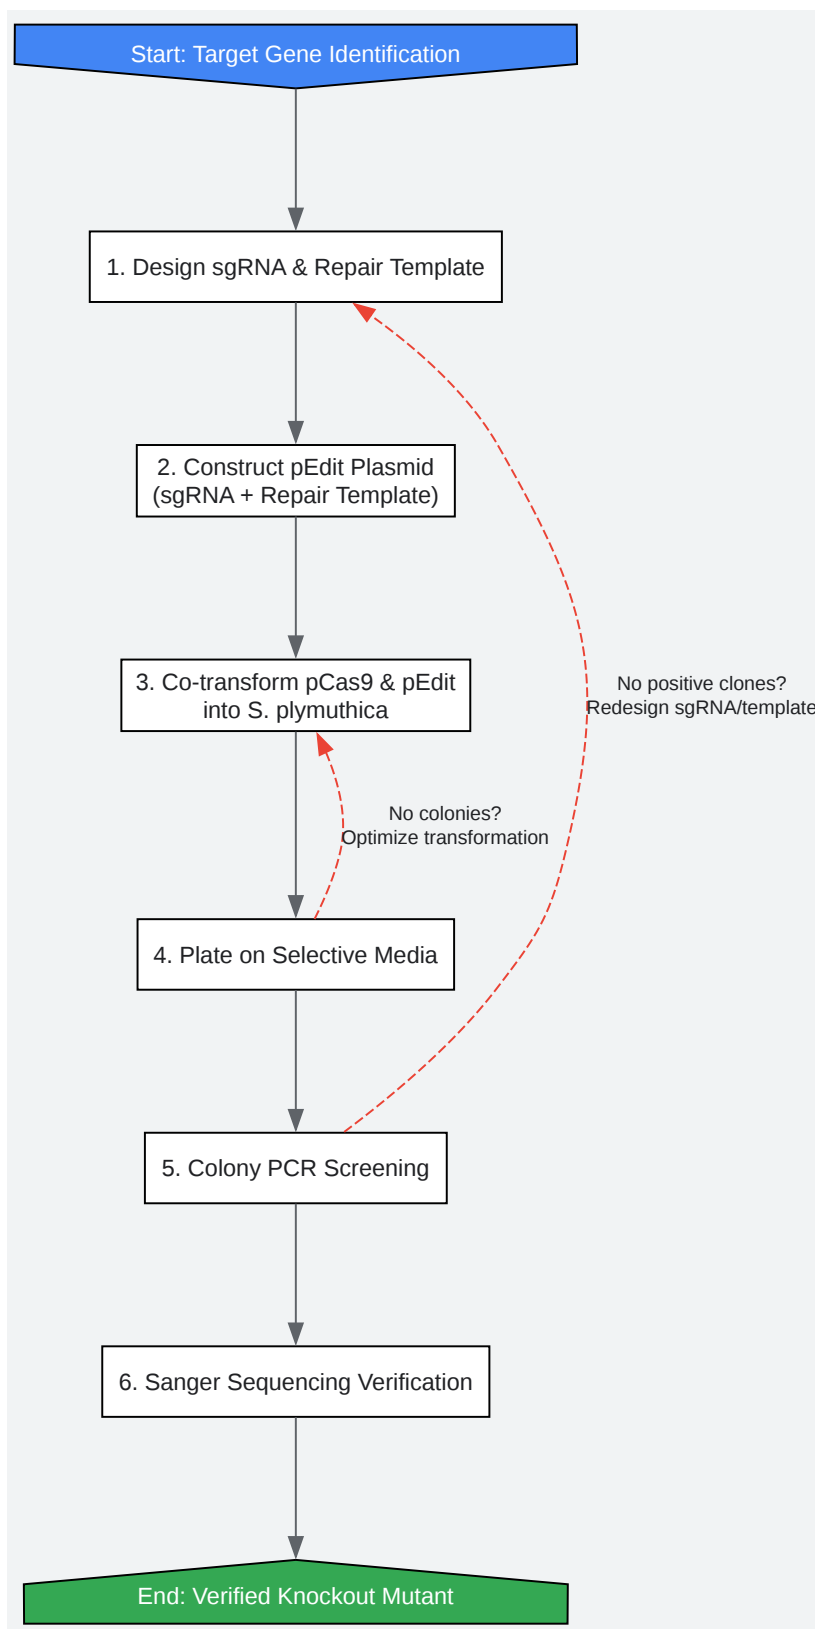 Start: Target Gene Identification
1. Design sgRNA & Repair Template
2. Construct pEdit Plasmid
(sgRNA + Repair Template)
3. Co-transform pCas9 & pEdit
into S. plymuthica
No positive clones?
Redesign sgRNA/template
No colonies?
Optimize transformation
4. Plate on Selective Media
5. Colony PCR Screening
6. Sanger Sequencing Verification
End: Verified Knockout Mutant